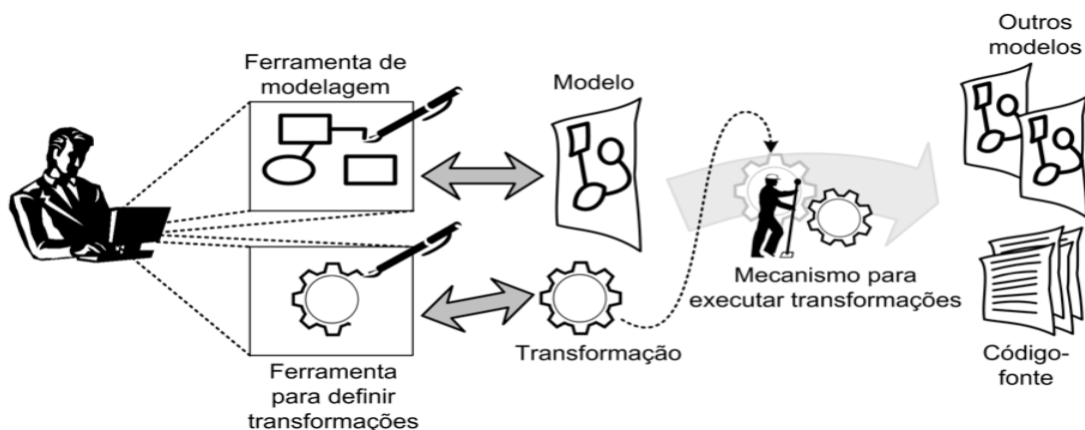 Ferramenta de
modelagem
Modelo
Outros
modelos
Ferramenta
para definir
transformações
Transformação
Mecanismo para
executar transformações
Código-
fonte